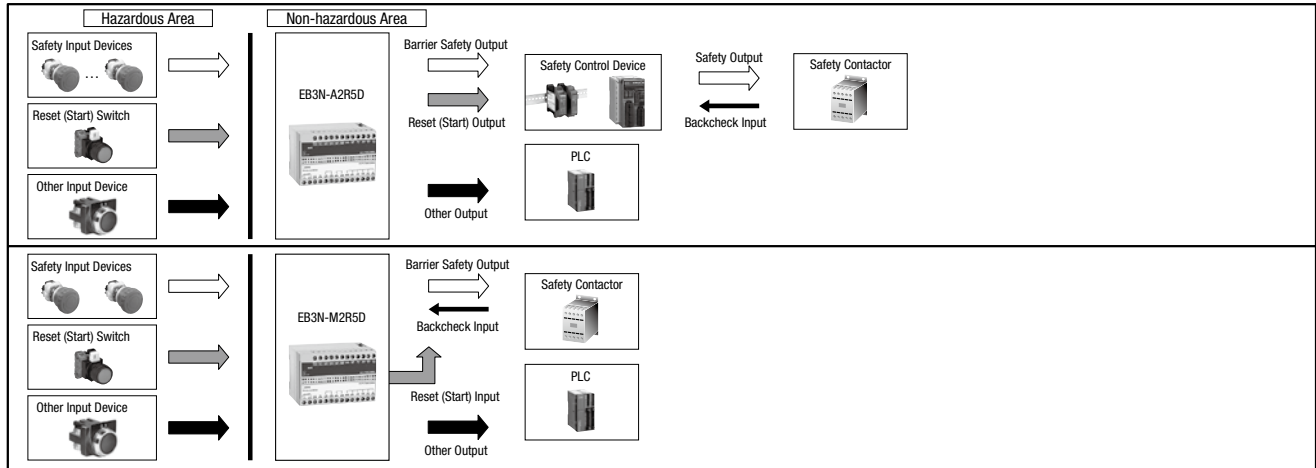 Hazardous Area
Non-hazardous Area
Safety Input Devices
...
Reset (Start) Switch
Other Input Device
EB3N-A2R5D
Barrier Safety Output
Reset (Start) Output
Other Output
Safety Control Device
PLC
Safety Output
Backcheck Input
Safety Contactor
Safety Input Devices
Reset (Start) Switch
Other Input Device
EB3N-M2R5D
Barrier Safety Output
Backcheck Input
Reset (Start) Input
Other Output
Safety Contactor
PLC